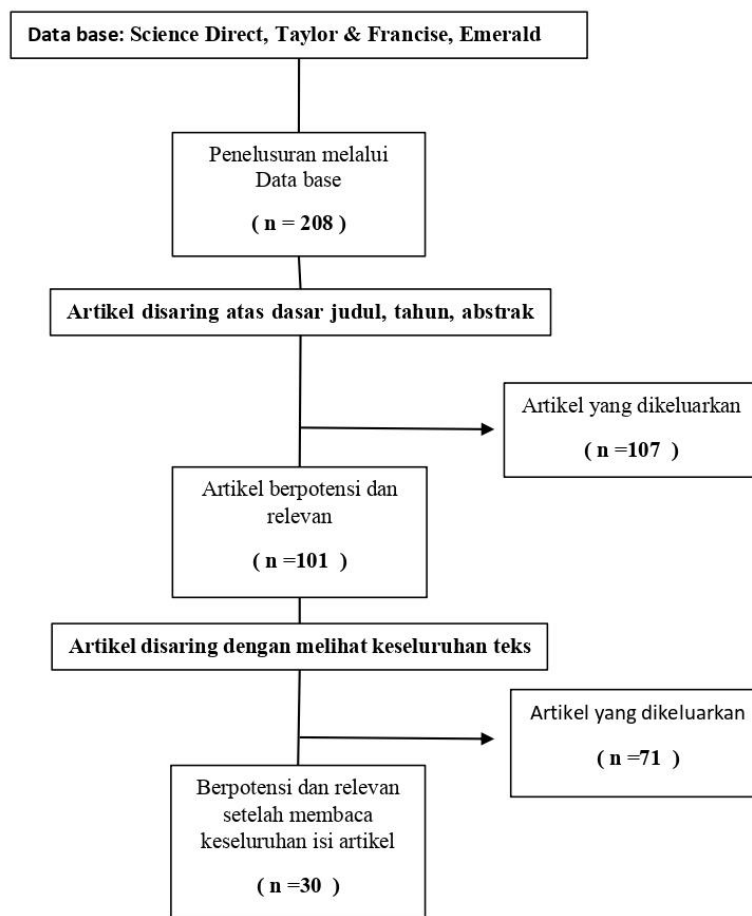 Data base: Science Direct, Taylor & Francise, Emerald
Penelusuran melalui
Data base
( n = 208 )
Artikel disaring atas dasar judul, tahun, abstrak
Artikel yang dikeluarkan
( n =107 )
Artikel berpotensi dan
relevan
( n =101 )
Artikel disaring dengan melihat keseluruhan teks
Artikel yang dikeluarkan
( n =71 )
Berpotensi dan relevan
setelah membaca
keseluruhan isi artikel
( n =30 )